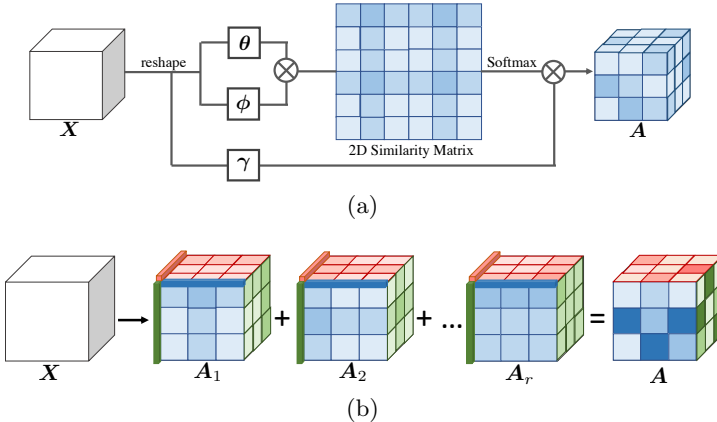 reshape
θ
ϕ
γ
Softmax
2D Similarity Matrix
X
A
(a)
+
+
...
=
X
A₁
A₂
Aᵣ
A
(b)